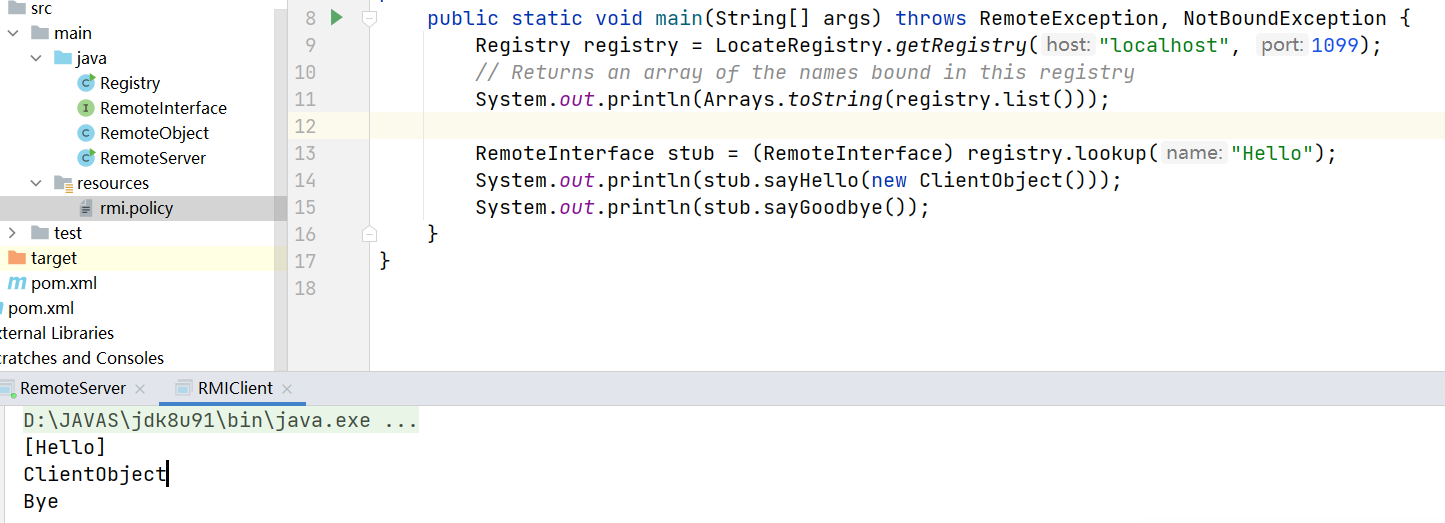 src
main
java
Registry
RemoteInterface
RemoteObject
RemoteServer
resources
rmi.policy
test
target
pom.xml
pom.xml
xternal Libraries
cratches and Consoles
8 public static void main(String[] args) throws RemoteException, NotBoundException {
9 Registry registry = LocateRegistry.getRegistry( host: "localhost", port: 1099);
10 // Returns an array of the names bound in this registry
11 System.out.println(Arrays.toString(registry.list()));
12
13 RemoteInterface stub = (RemoteInterface) registry.lookup( name: "Hello");
14 System.out.println(stub.sayHello(new ClientObject()));
15 System.out.println(stub.sayGoodbye());
16 }
17 }
18
RemoteServer × RMIClient ×
D:\JAVAS\jdk8u91\bin\java.exe ...
[Hello]
ClientObject
Bye